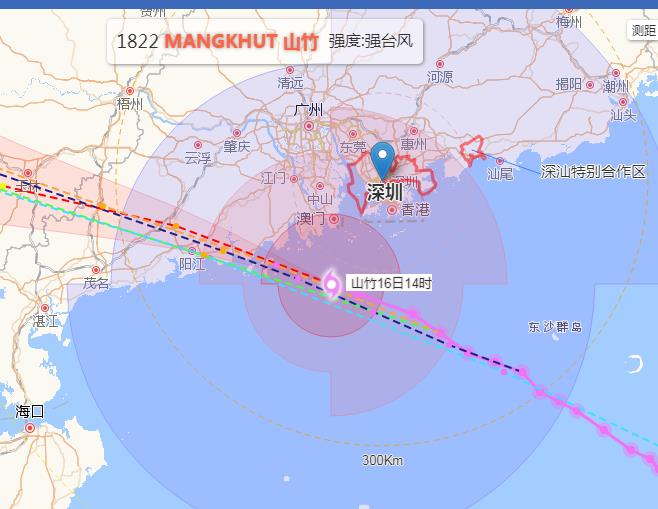 贺州
梅州
1822 MANGKHUT 山竹 强度:强台风
测距
清远
河源
揭阳
潮州
梧州
汕头
广州
肇庆
东莞
惠州
云浮
深汕特别合作区
汕尾
江门
深圳
中山
深圳
香港
澳门
阳江
山竹16日14时
茂名
湛江
东沙群岛
海口
300Km